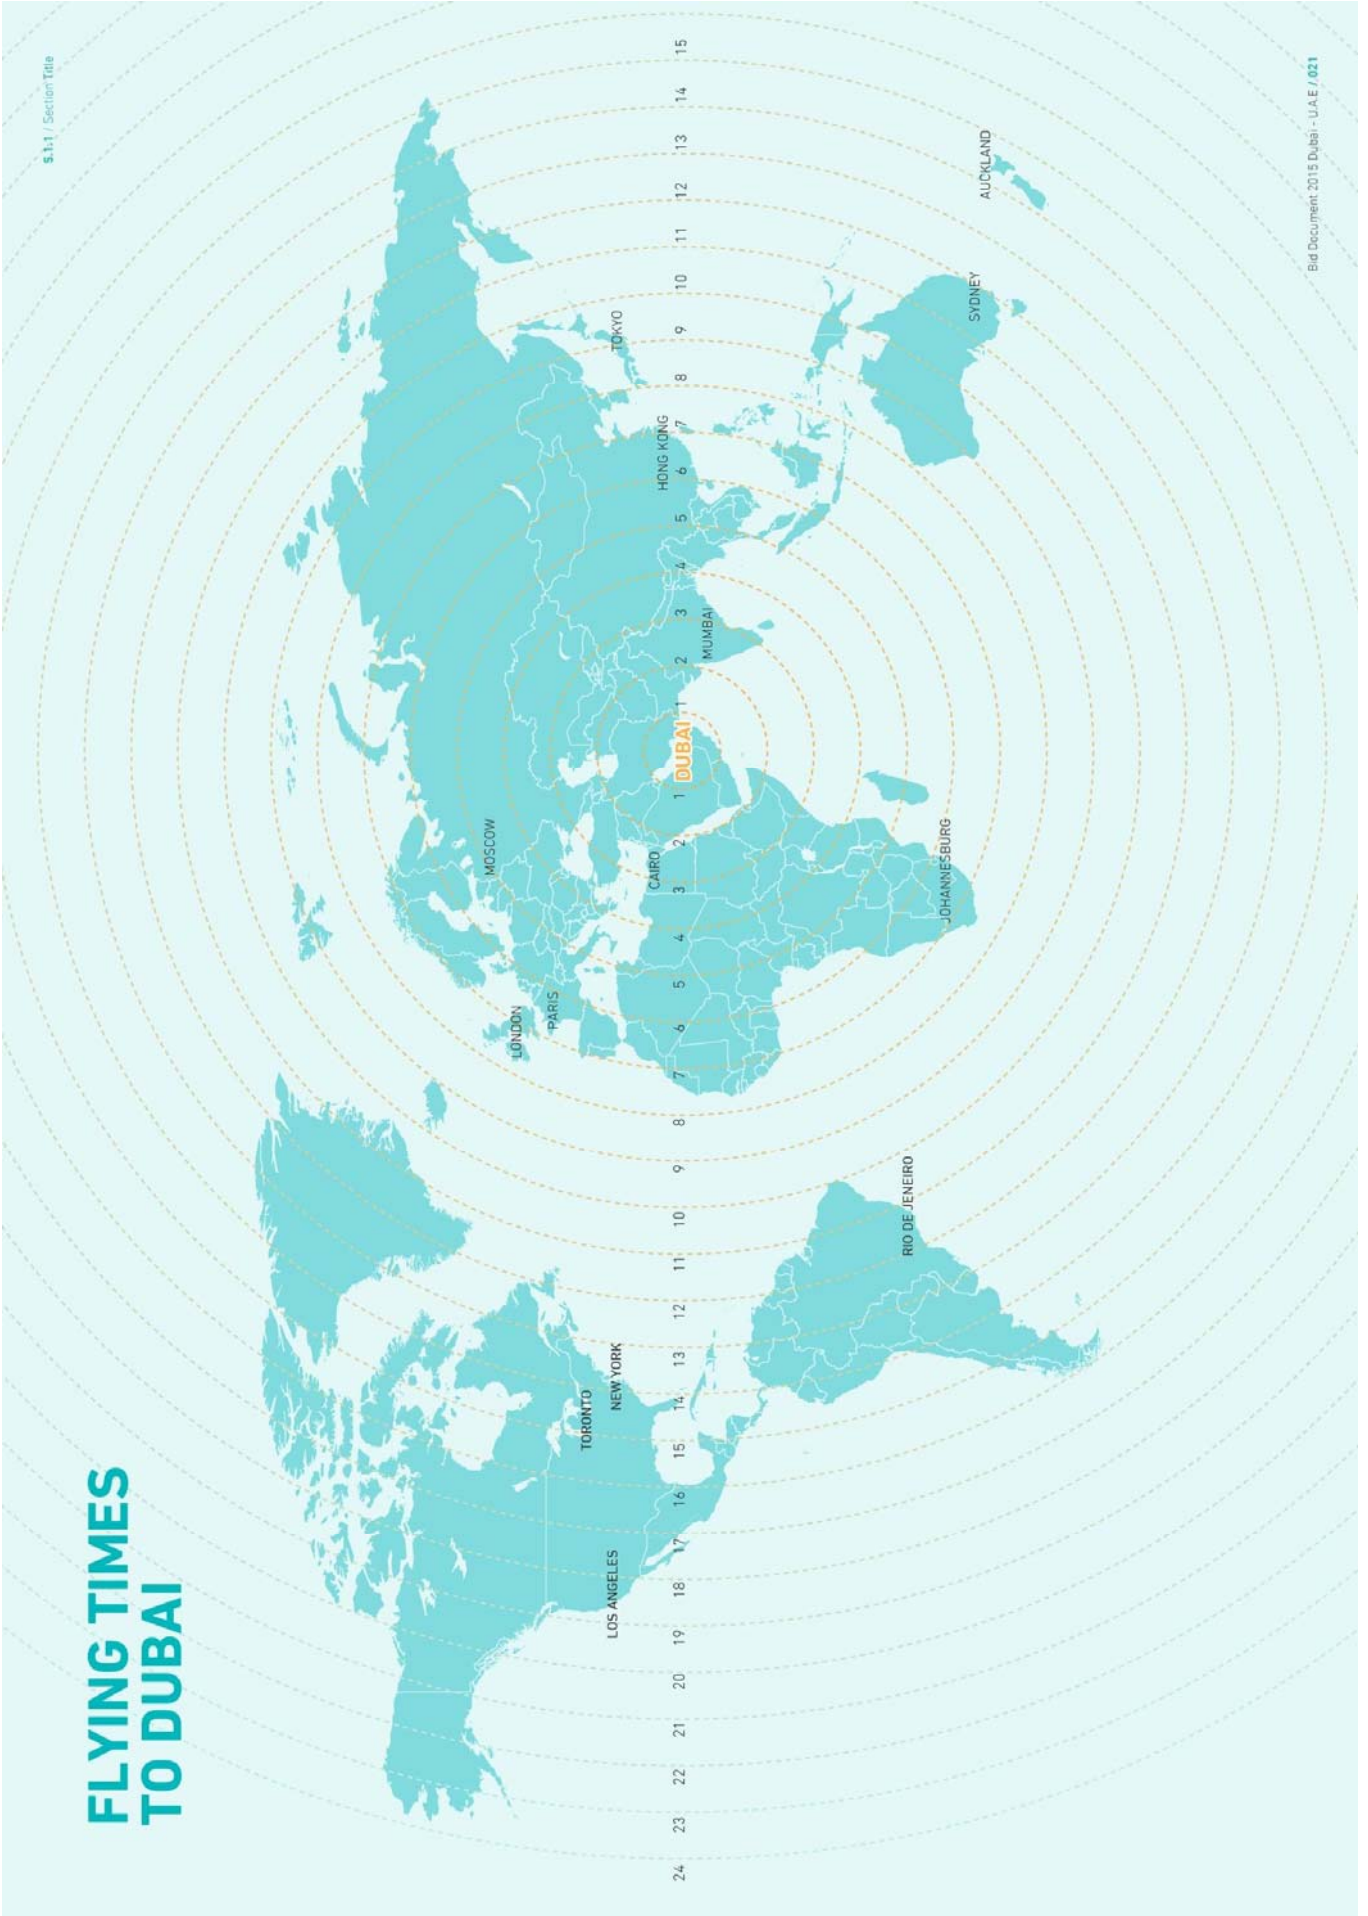 S.1.1 / Section Title
FLYING TIMES
TO DUBAI
MOSCOW
LONDON
PARIS
TORONTO
NEW YORK
LOS ANGELES
TOKYO
CAIRO
HONG KONG
24 23 22 21 20 19 18 17 16 15 14 13 12 11 10 9 8 7 6 5 4 3 2 1 DUBAI 1 2 3 4 5 6 7 8 9 10 11 12 13 14 15
MUMBAI
RIO DE JENEIRO
JOHANNESBURG
SYDNEY
AUCKLAND
Bid Document 2015 Dubai - U.A.E / 021